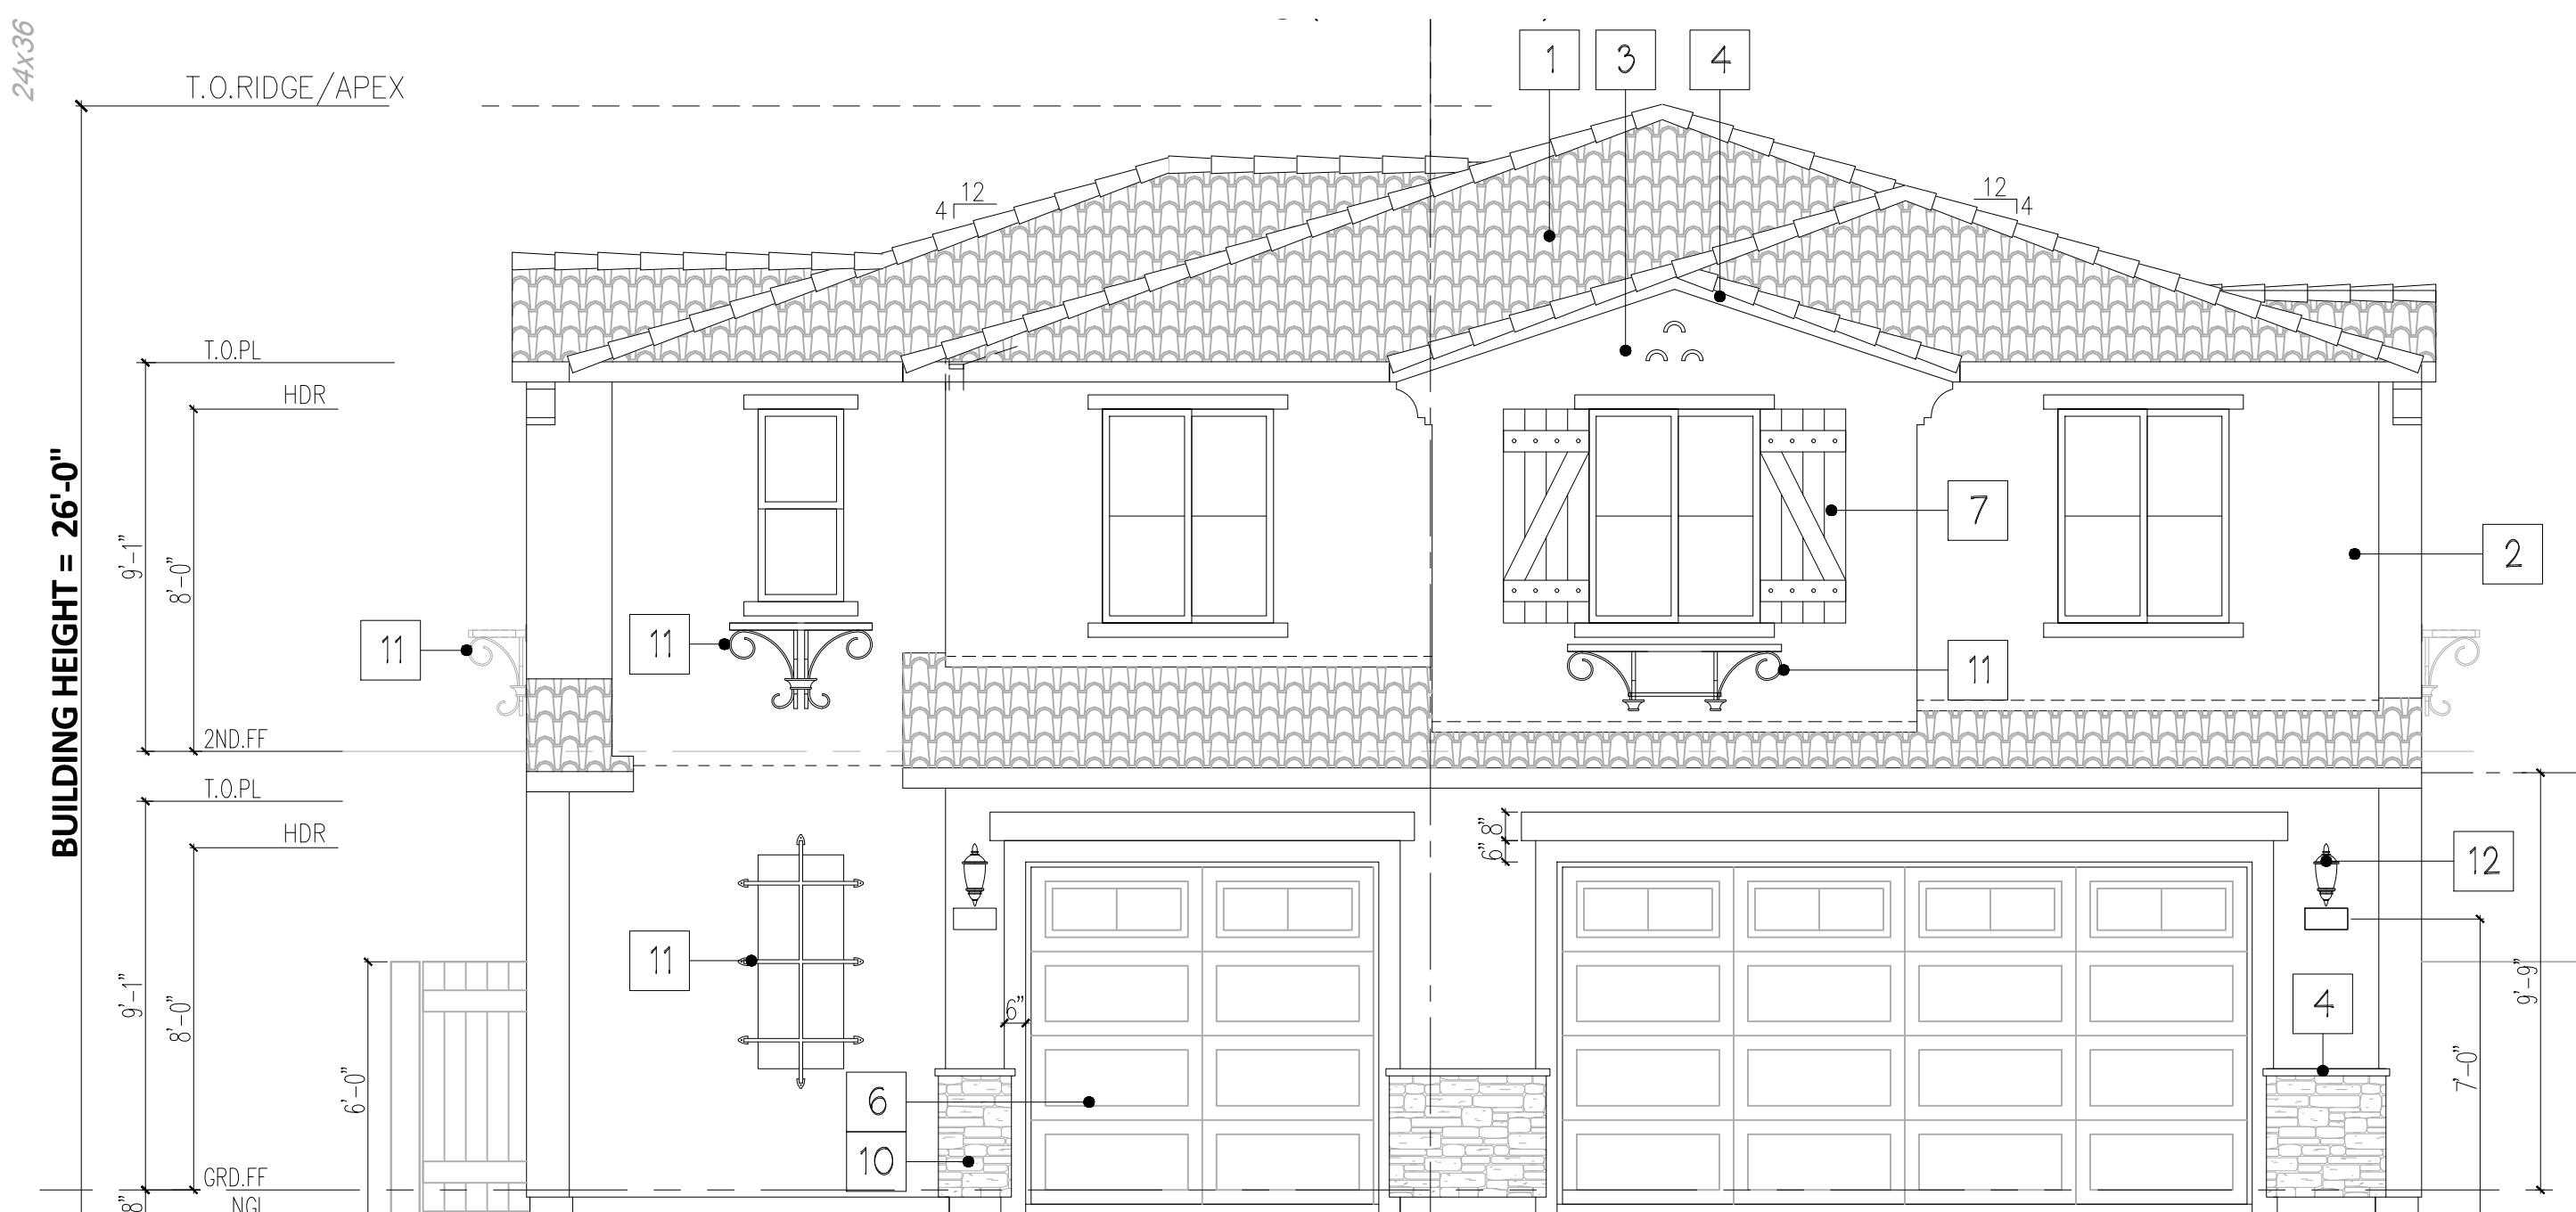 24x36
T.O.RIDGE/APEX
1
3
4
12
4
12
4
T.O.PL
HDR
BUILDING HEIGHT = 26'-0"
9'-1"
8'-0"
7
2
11
11
11
2ND.FF
T.O.PL
HDR
8"
6"
12
11
9'-1"
8'-0"
6'-0"
6"
4
9'-9"
7'-0"
6
10
GRD.FF
NGL
8"